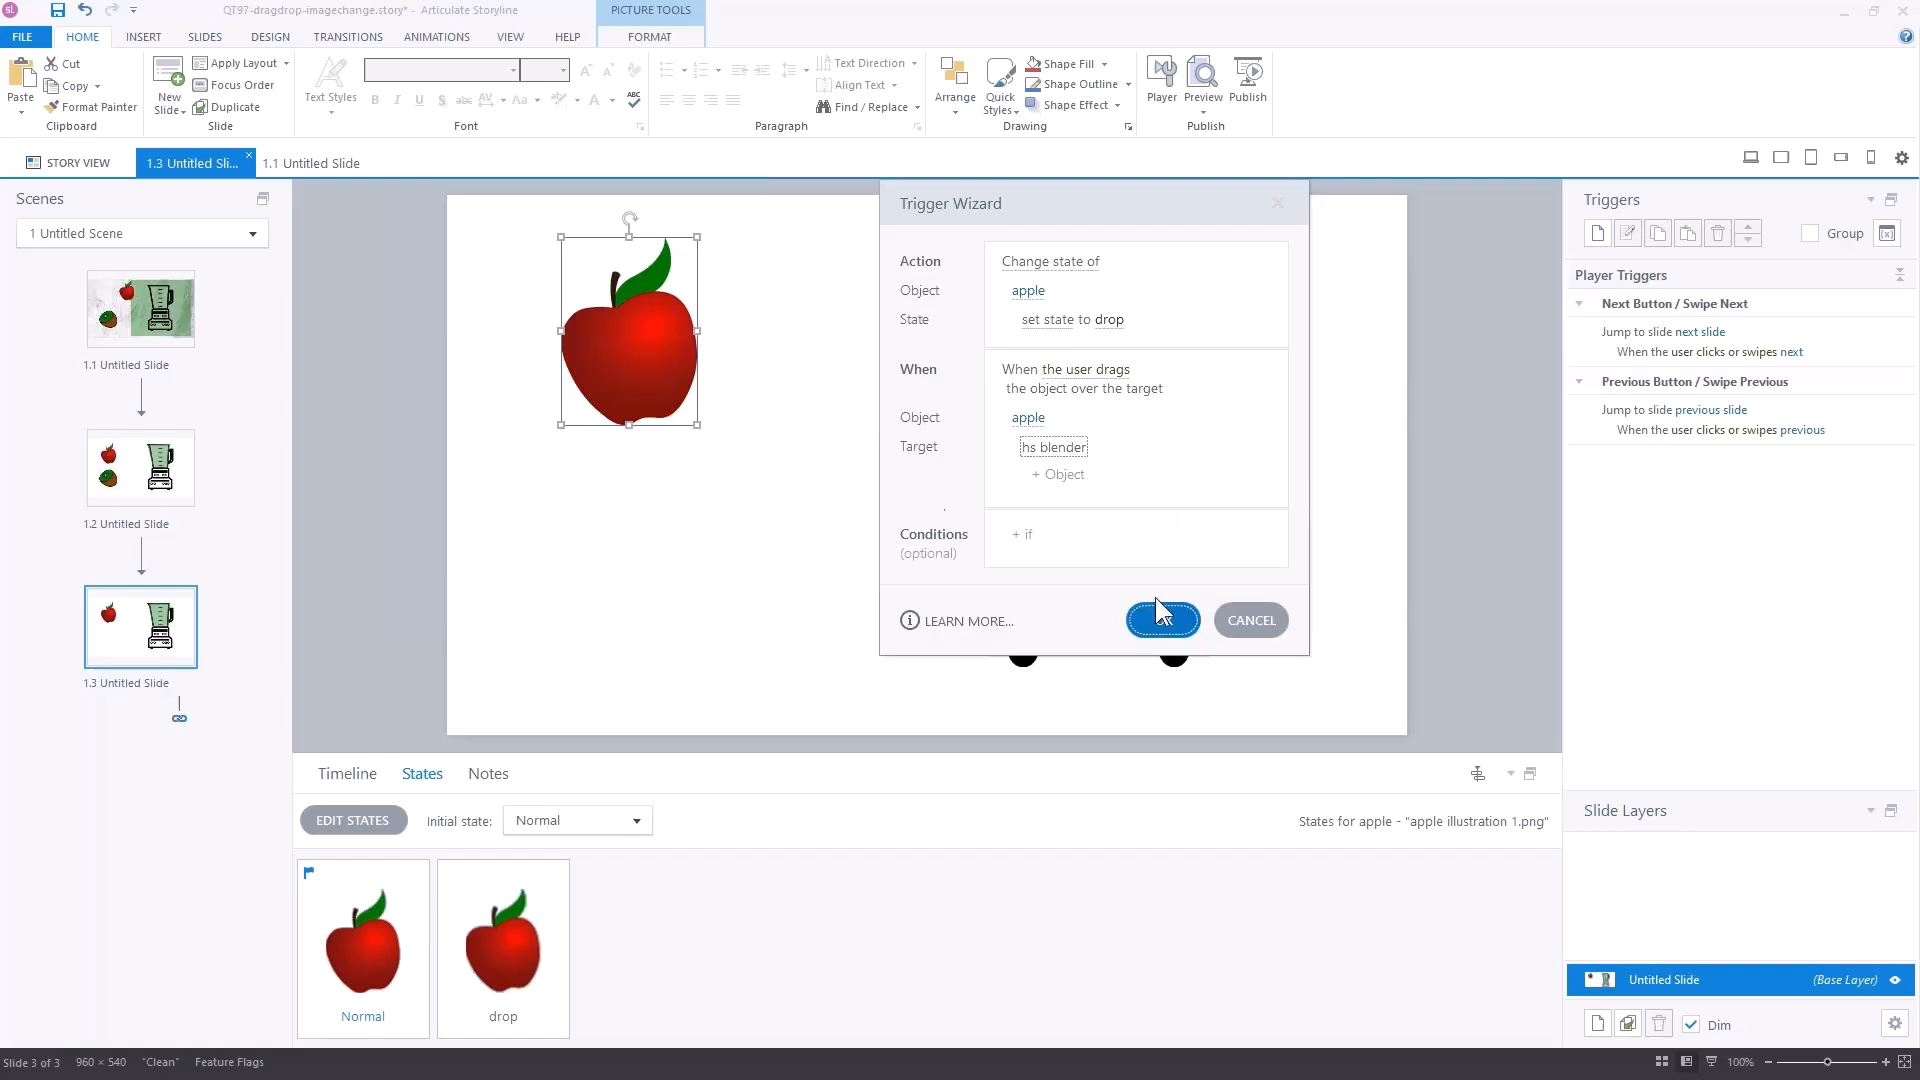 QT97-dragdrop-imagechange.story* - Articulate Storyline
PICTURE TOOLS
FILE HOME INSERT SLIDES DESIGN TRANSITIONS ANIMATIONS VIEW HELP FORMAT
Paste
Cut
Copy
Format Painter
Clipboard
New Slide
Apply Layout
Focus Order
Duplicate
Slide
Text Styles
B I U S abc AV Aa A
ABC
Font
Text Direction
Align Text
Find / Replace
Paragraph
Arrange
Quick Styles
Shape Fill
Shape Outline
Shape Effect
Drawing
Player
Preview
Publish
Publish
STORY VIEW
1.3 Untitled Sli...
1.1 Untitled Slide
Scenes
1 Untitled Scene
1.1 Untitled Slide
1.2 Untitled Slide
1.3 Untitled Slide
Trigger Wizard
Action Change state of
Object apple
State set state to drop
When When the user drags
the object over the target
Object apple
Target hs blender
+ Object
Conditions + if
(optional)
LEARN MORE...
CANCEL
Timeline States Notes
EDIT STATES Initial state: Normal
States for apple - "apple illustration 1.png"
Normal
drop
Triggers
Group
Player Triggers
Next Button / Swipe Next
Jump to slide next slide
When the user clicks or swipes next
Previous Button / Swipe Previous
Jump to slide previous slide
When the user clicks or swipes previous
Slide Layers
Untitled Slide (Base Layer)
Dim
Slide 3 of 3 960 × 540 "Clean" Feature Flags 100%